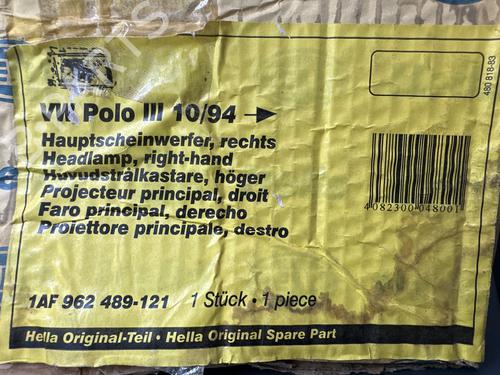 VW Polo III 10/94 →
Hauptscheinwerfer, rechts
Headlamp, right-hand
Huvudstrålkastare, höger
Projecteur principal, droit
Faro principal, derecho
Proiettore principale, destro
4 082300 048001
480 818-83
1AF 962 489-121 1 Stück • 1 piece
Hella Original-Teil • Hella Original Spare Part